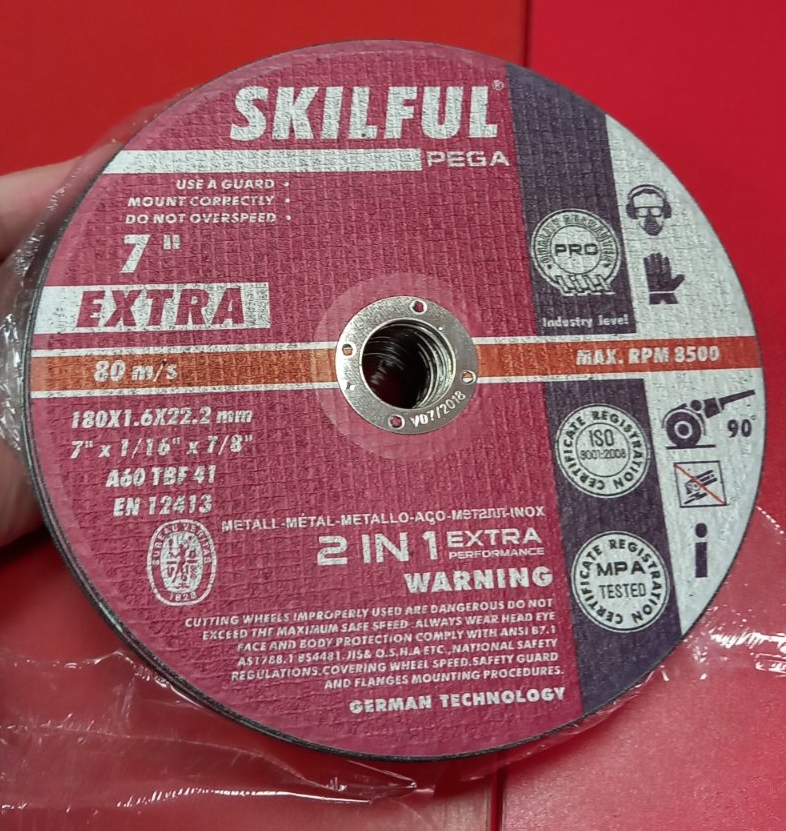 SKILFUL®
PEGA
USE A GUARD •
MOUNT CORRECTLY •
DO NOT OVERSPEED •
7"
EXTRA
80 m/s
180X1.6X22.2 mm
7" x 1/16" x 7/8"
A60 TBF 41
EN 12413
BUREAU VERITAS
1828
PRO
Industry level
MAX. RPM 8500
V07/2018
CERTIFICATE REGISTRATION
ISO
9001:2008
90°
METALL-MÉTAL-METALLO-AÇO-МЕТАЛЛ-INOX
2 IN 1 EXTRA
PERFORMANCE
WARNING
CERTIFICATE REGISTRATION
MPA
TESTED
i
CUTTING WHEELS IMPROPERLY USED ARE DANGEROUS DO NOT
EXCEED THE MAXIMUM SAFE SPEED-ALWAYS WEAR HEAD EYE
FACE AND BODY PROTECTION COMPLY WITH ANSI B7.1
AS1788.1 BS4481.JIS& O.S.H.A ETC.,NATIONAL SAFETY
REGULATIONS.COVERING WHEEL SPEED.SAFETY GUARD
AND FLANGES MOUNTING PROCEDURES.
GERMAN TECHNOLOGY